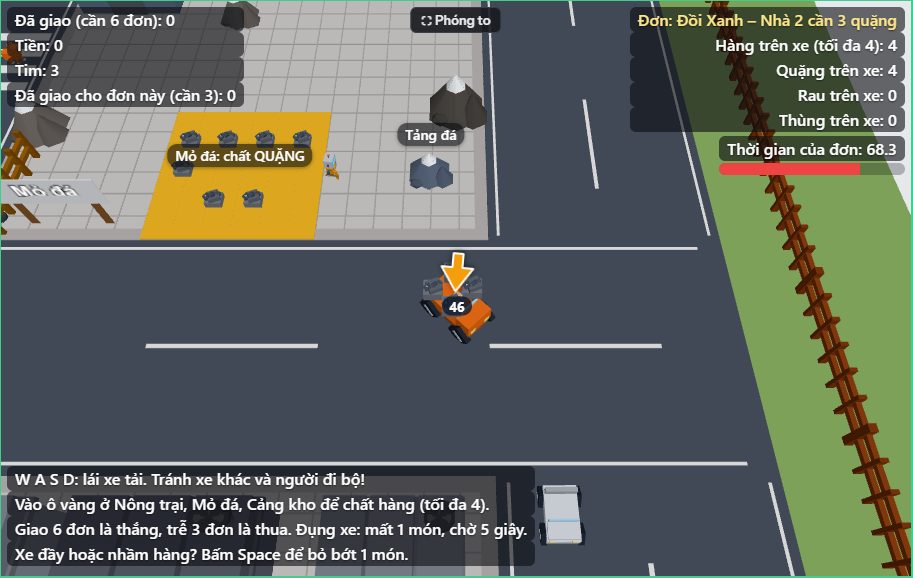 Đã giao (cần 6 đơn): 0
Tiền: 0
Tim: 3
Đã giao cho đơn này (cần 3): 0
Phóng to
Đơn: Đồi Xanh – Nhà 2 cần 3 quặng
Hàng trên xe (tối đa 4): 4
Quặng trên xe: 4
Rau trên xe: 0
Thùng trên xe: 0
Thời gian của đơn: 68.3
Tảng đá
Mỏ đá: chất QUẶNG
Mỏ đá
46
W A S D: lái xe tải. Tránh xe khác và người đi bộ!
Vào ô vàng ở Nông trại, Mỏ đá, Cảng kho để chất hàng (tối đa 4).
Giao 6 đơn là thắng, trễ 3 đơn là thua. Đụng xe: mất 1 món, chờ 5 giây.
Xe đầy hoặc nhầm hàng? Bấm Space để bỏ bớt 1 món.